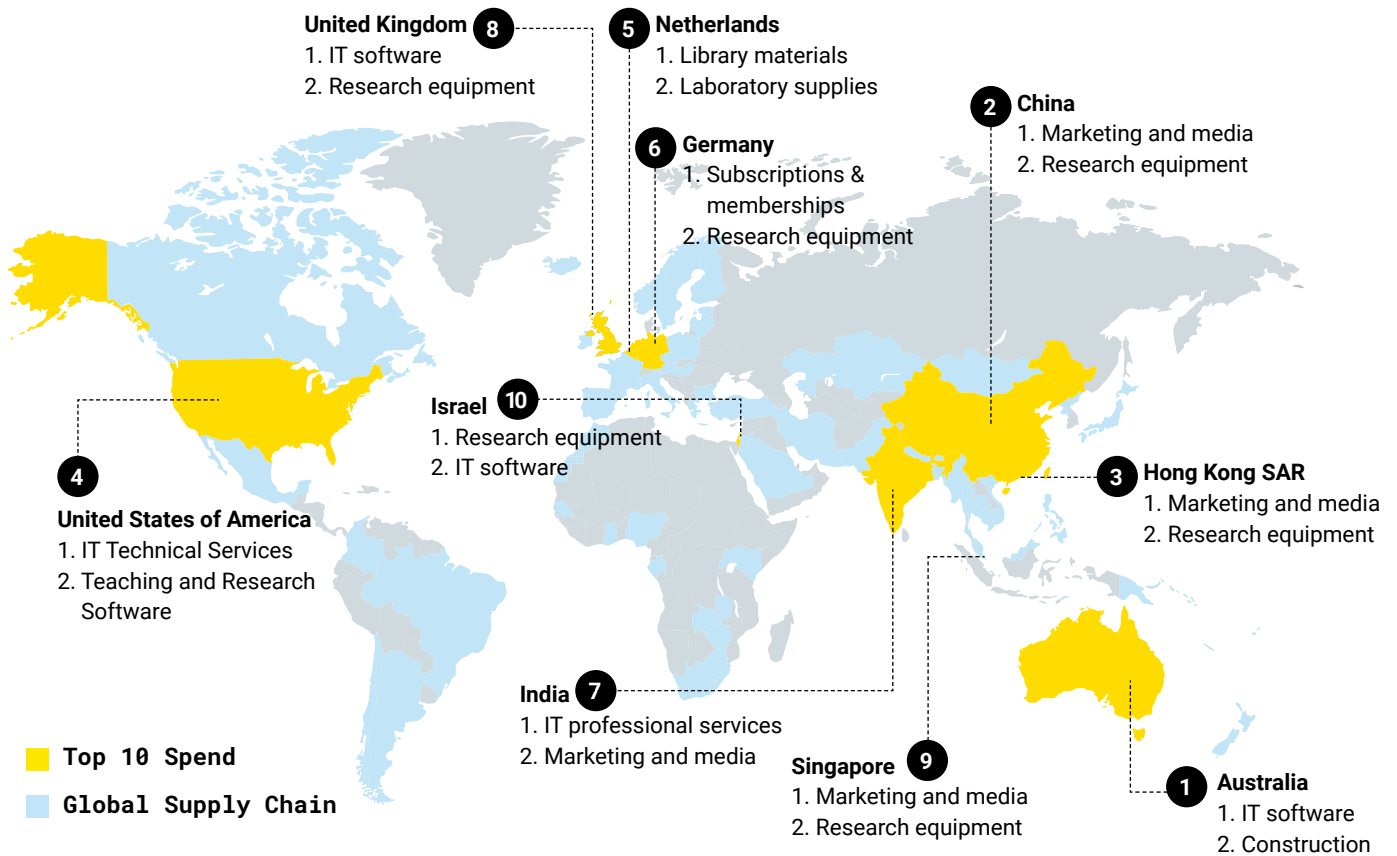 United Kingdom 8
1. IT software
2. Research equipment
5 Netherlands
1. Library materials
2. Laboratory supplies
2 China
1. Marketing and media
2. Research equipment
6 Germany
1. Subscriptions &
memberships
2. Research equipment
Israel 10
1. Research equipment
2. IT software
4
United States of America
1. IT Technical Services
2. Teaching and Research
Software
3 Hong Kong SAR
1. Marketing and media
2. Research equipment
India 7
1. IT professional services
2. Marketing and media
Singapore 9
1. Marketing and media
2. Research equipment
1 Australia
1. IT software
2. Construction
Top 10 Spend
Global Supply Chain